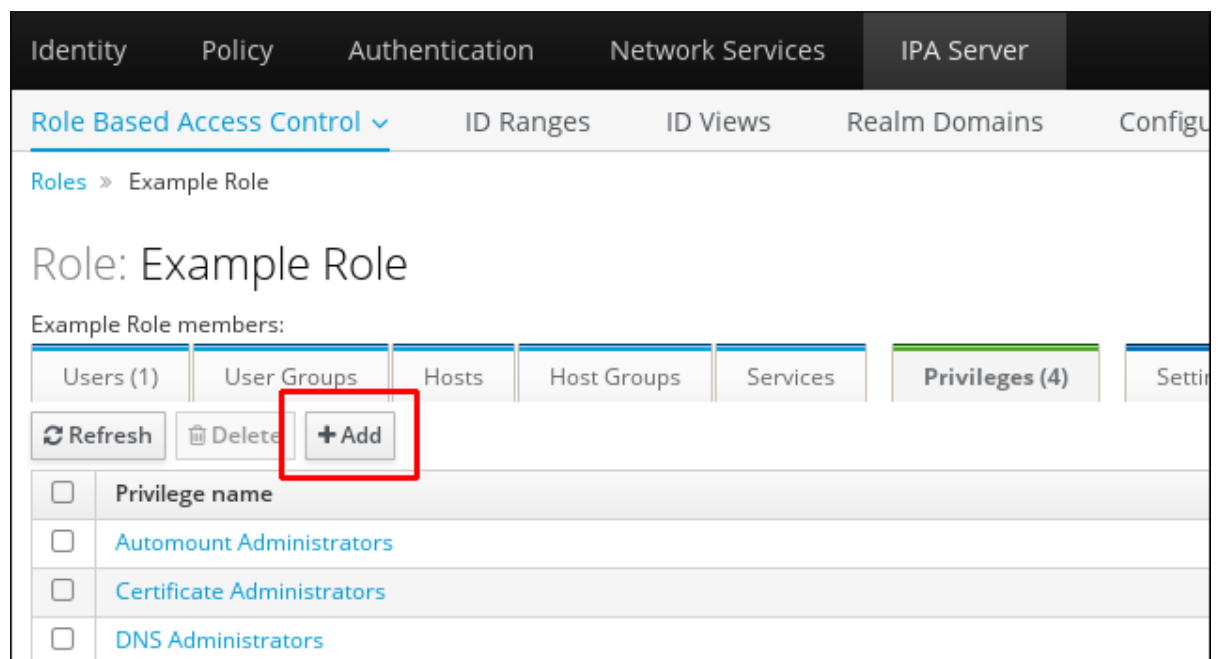 Identity Policy Authentication Network Services IPA Server
Role Based Access Control ID Ranges ID Views Realm Domains
Roles » Example Role
Role: Example Role
Example Role members:
Users (1) User Groups Hosts Host Groups Services Privileges (4)
Refresh Delete + Add
Privilege name
Automount Administrators
Certificate Administrators
DNS Administrators